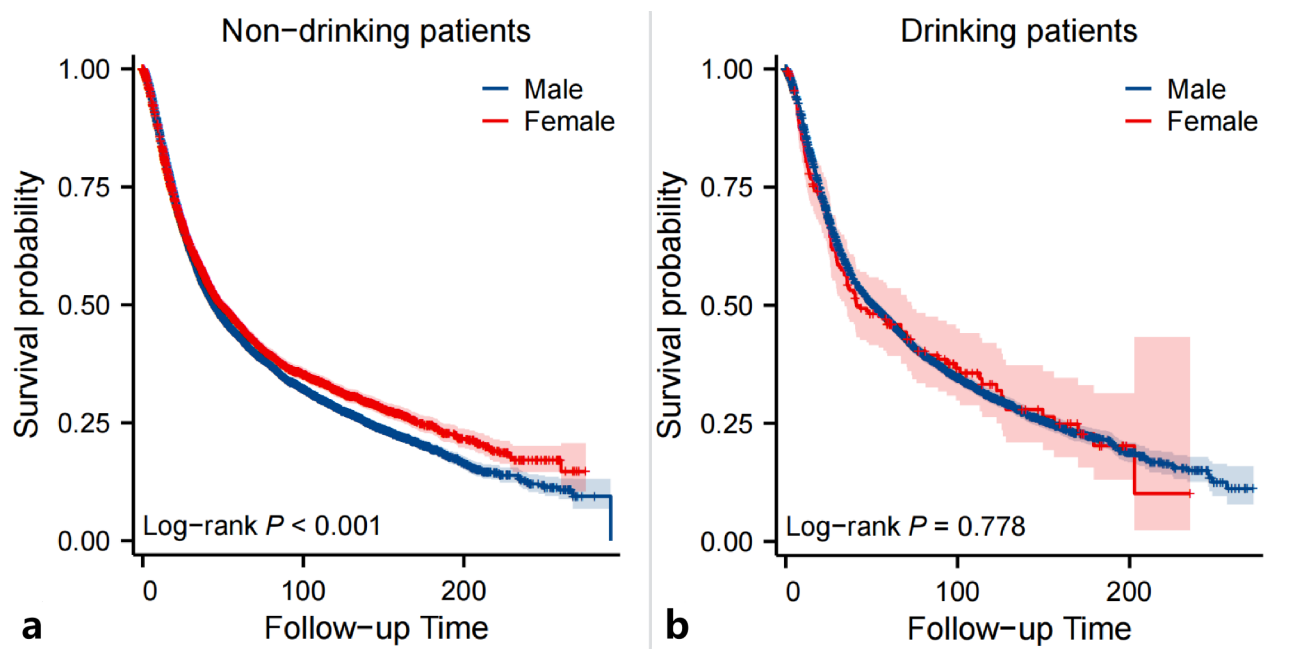 Non−drinking patients
Male
Female
Survival probability
1.00
0.75
0.50
0.25
0.00
Log−rank P < 0.001
0
100
200
Follow−up Time
a
Drinking patients
Male
Female
Survival probability
1.00
0.75
0.50
0.25
0.00
Log−rank P = 0.778
0
100
200
Follow−up Time
b